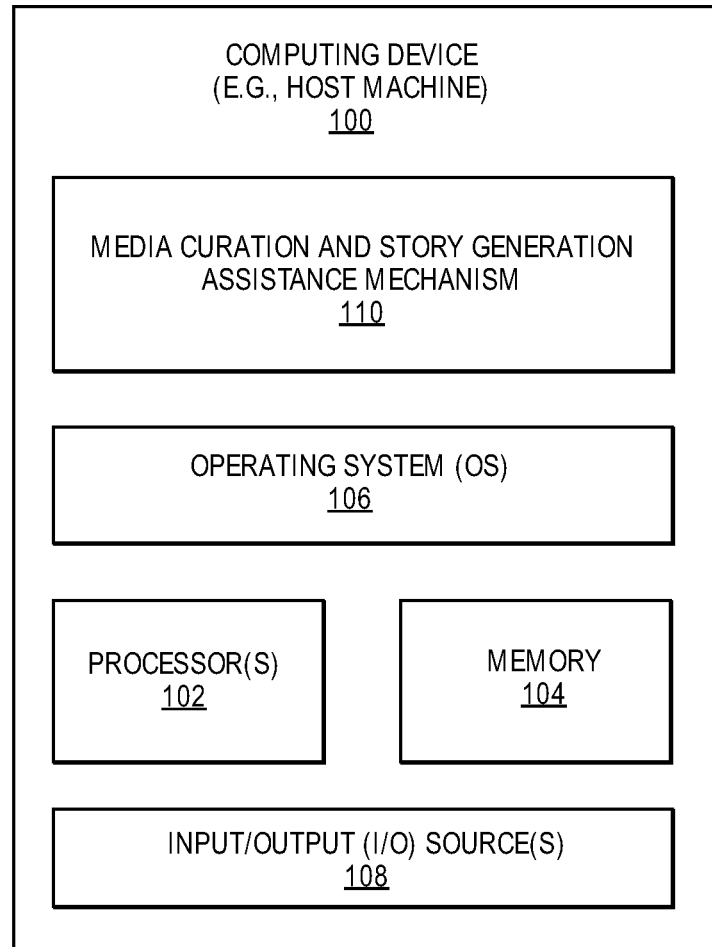 COMPUTING DEVICE
(E.G., HOST MACHINE)
100
MEDIA CURATION AND STORY GENERATION
ASSISTANCE MECHANISM
110
OPERATING SYSTEM (OS)
106
PROCESSOR(S)
102
MEMORY
104
INPUT/OUTPUT (I/O) SOURCE(S)
108